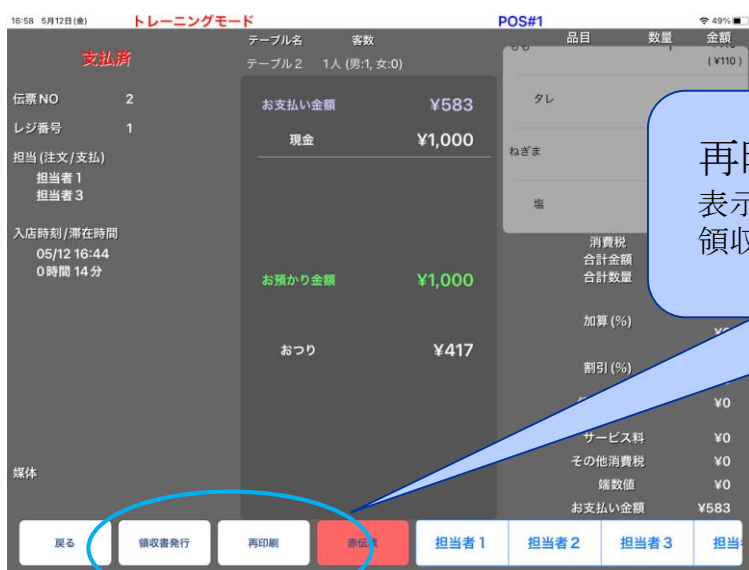 16:58 5月12日(金)
トレーニングモード
POS#1
49%
支払済
テーブル名 客数
テーブル2 1人 (男:1, 女:0)
品目 数量 金額
(¥110)
伝票NO 2
レジ番号 1
担当(注文/支払)
担当者1
担当者3
入店時刻/滞在時間
05/12 16:44
0時間14分
媒体
お支払い金額 ¥583
現金 ¥1,000
お預かり金額 ¥1,000
おつり ¥417
タレ
ねぎま
塩
消費税
合計金額
合計数量
加算(%)
割引(%)
¥0
サービス料 ¥0
その他消費税 ¥0
端数値 ¥0
お支払い金額 ¥583
再
表示
領収
戻る
領収書発行
再印刷
赤伝票
担当者1
担当者2
担当者3
担当